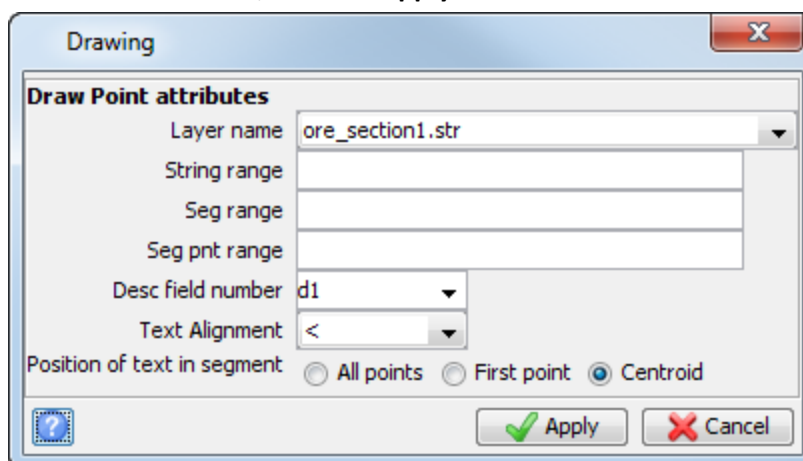 Drawing
Draw Point attributes
Layer name ore_section1.str
String range
Seg range
Seg pnt range
Desc field number d1
Text Alignment <
Position of text in segment All points First point Centroid
? Apply Cancel